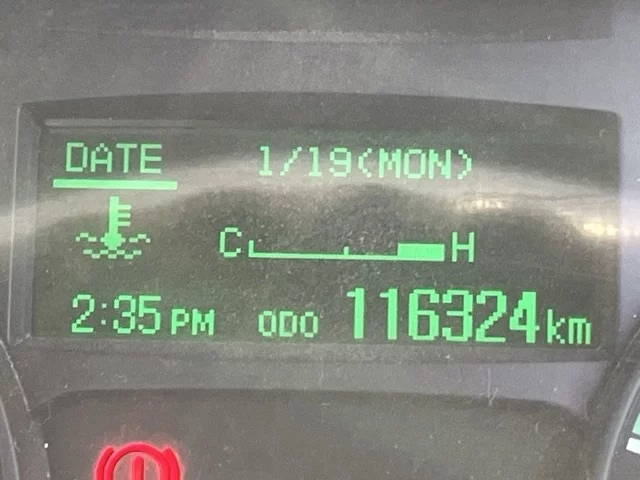 DATE 1/19(MON)
C H
2:35 PM ODO 116324 km